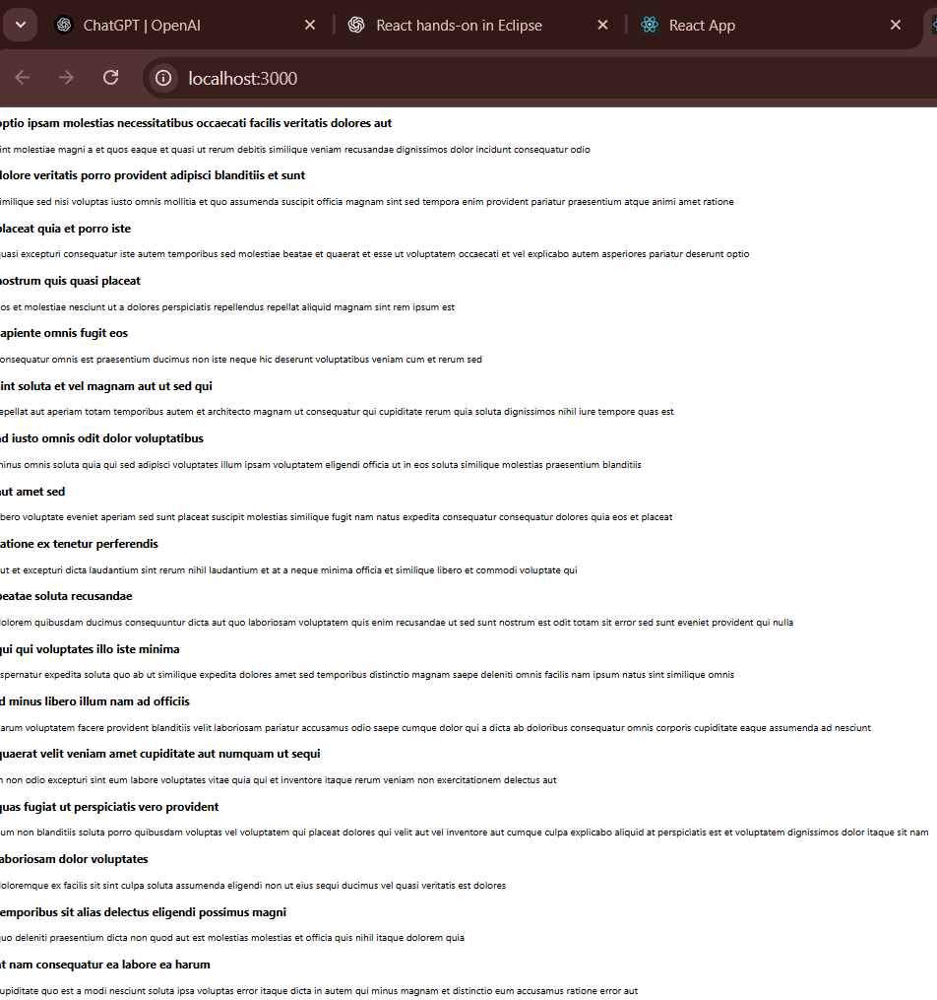 ChatGPT | OpenAI
React hands-on in Eclipse
React App
localhost:3000
optio ipsam molestias necessitatibus occaecati facilis veritatis dolores aut
int molestiae magni a et quos eaque et quasi ut rerum debitis similique veniam recusandae dignissimos dolor incidunt consequatur odio
dolore veritatis porro provident adipisci blanditiis et sunt
imilique sed nisi voluptas iusto omnis mollitia et quo assumenda suscipit officia magnam sint sed tempora enim provident pariatur praesentium atque animi amet ratione
placeat quia et porro iste
uasi excepturi consequatur iste autem temporibus sed molestiae beatae et quaerat et esse ut voluptatem occaecati et vel explicabo autem asperiores pariatur deserunt optio
nostrum quis quasi placeat
os et molestiae nesciunt ut a dolores perspiciatis repellendus repellat aliquid magnam sint rem ipsum est
apiente omnis fugit eos
onsequatur omnis est praesentium ducimus non iste neque hic deserunt voluptatibus veniam cum et rerum sed
int soluta et vel magnam aut ut sed qui
epellat aut aperiam totam temporibus autem et architecto magnam ut consequatur qui cupiditate rerum quia soluta dignissimos nihil iure tempore quas est
ad iusto omnis odit dolor voluptatibus
minus omnis soluta quia qui sed adipisci voluptates illum ipsam voluptatem eligendi officia ut in eos soluta similique molestias praesentium blanditiis
aut amet sed
bero voluptate eveniet aperiam sed sunt placeat suscipit molestias similique fugit nam natus expedita consequatur consequatur dolores quia eos et placeat
atione ex tenetur perferendis
ut et excepturi dicta laudantium sint rerum nihil laudantium et at a neque minima officia et similique libero et commodi voluptate qui
beatae soluta recusandae
dolorem quibusdam ducimus consequuntur dicta aut quo laboriosam voluptatem quis enim recusandae ut sed sunt nostrum est odit totam sit error sed sunt eveniet provident qui nulla
qui qui voluptates illo iste minima
spernatur expedita soluta quo ab ut similique expedita dolores amet sed temporibus distinctio magnam saepe deleniti omnis facilis nam ipsum natus sint similique omnis
d minus libero illum nam ad officiis
arum voluptatem facere provident blanditiis velit laboriosam pariatur accusamus odio saepe cumque dolor qui a dicta ab doloribus consequatur omnis corporis cupiditate eaque assumenda ad nesciunt
quaerat velit veniam amet cupiditate aut numquam ut sequi
n non odio excepturi sint eum labore voluptates vitae quia qui et inventore itaque rerum veniam non exercitationem delectus aut
quas fugiat ut perspiciatis vero provident
um non blanditiis soluta porro quibusdam voluptas vel voluptatem qui placeat dolores qui velit aut vel inventore aut cumque culpa explicabo aliquid at perspiciatis est et voluptatem dignissimos dolor itaque sit nam
laboriosam dolor voluptates
doloremque ex facilis sit sint culpa soluta assumenda eligendi non ut eius sequi ducimus vel quasi veritatis est dolores
emporibus sit alias delectus eligendi possimus magni
quo deleniti praesentium dicta non quod aut est molestias molestias et officia quis nihil itaque dolorem quia
at nam consequatur ea labore ea harum
upiditate quo est a modi nesciunt soluta ipsa voluptas error itaque dicta in autem qui minus magnam et distinctio eum accusamus ratione error aut